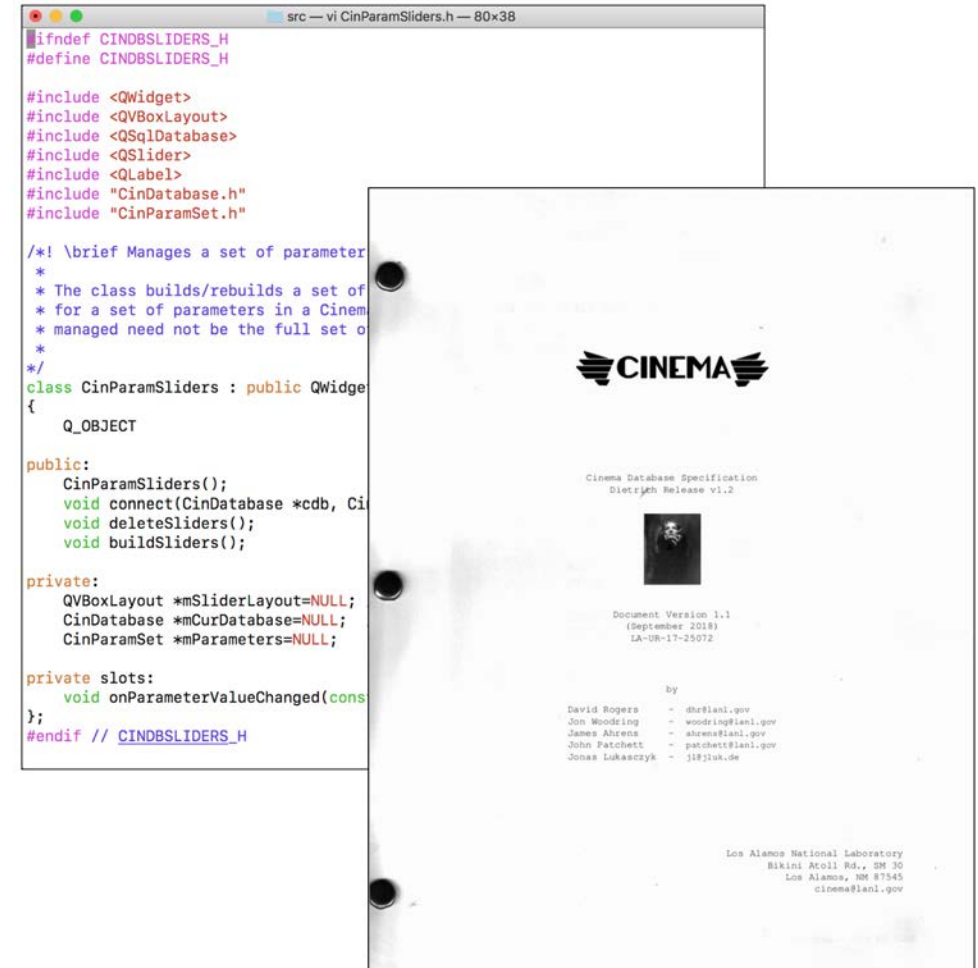 src — vi CinParamSliders.h — 80×38
#ifndef CINDBSLIDERS_H
#define CINDBSLIDERS_H
#include <QWidget>
#include <QVBoxLayout>
#include <QSqlDatabase>
#include <QSlider>
#include <QLabel>
#include "CinDatabase.h"
#include "CinParamSet.h"
/*! \brief Manages a set of parameter
*
* The class builds/rebuilds a set of
* for a set of parameters in a Cinem
* managed need not be the full set o
*
*/
class CinParamSliders : public QWidge
{
Q_OBJECT
public:
CinParamSliders();
void connect(CinDatabase *cdb, Ci
void deleteSliders();
void buildSliders();
private:
QVBoxLayout *mSliderLayout=NULL;
CinDatabase *mCurDatabase=NULL;
CinParamSet *mParameters=NULL;
private slots:
void onParameterValueChanged(cons
};
#endif // CINDBSLIDERS_H
CINEMA
Cinema Database Specification
Dietrich Release v1.2
Document Version 1.1
(September 2018)
LA-UR-17-25072
by
David Rogers - dhr@lanl.gov
Jon Woodring - woodring@lanl.gov
James Ahrens - ahrens@lanl.gov
John Patchett - patchett@lanl.gov
Jonas Lukasczyk - jl@jluk.de
Los Alamos National Laboratory
Bikini Atoll Rd., SM 30
Los Alamos, NM 87545
cinema@lanl.gov